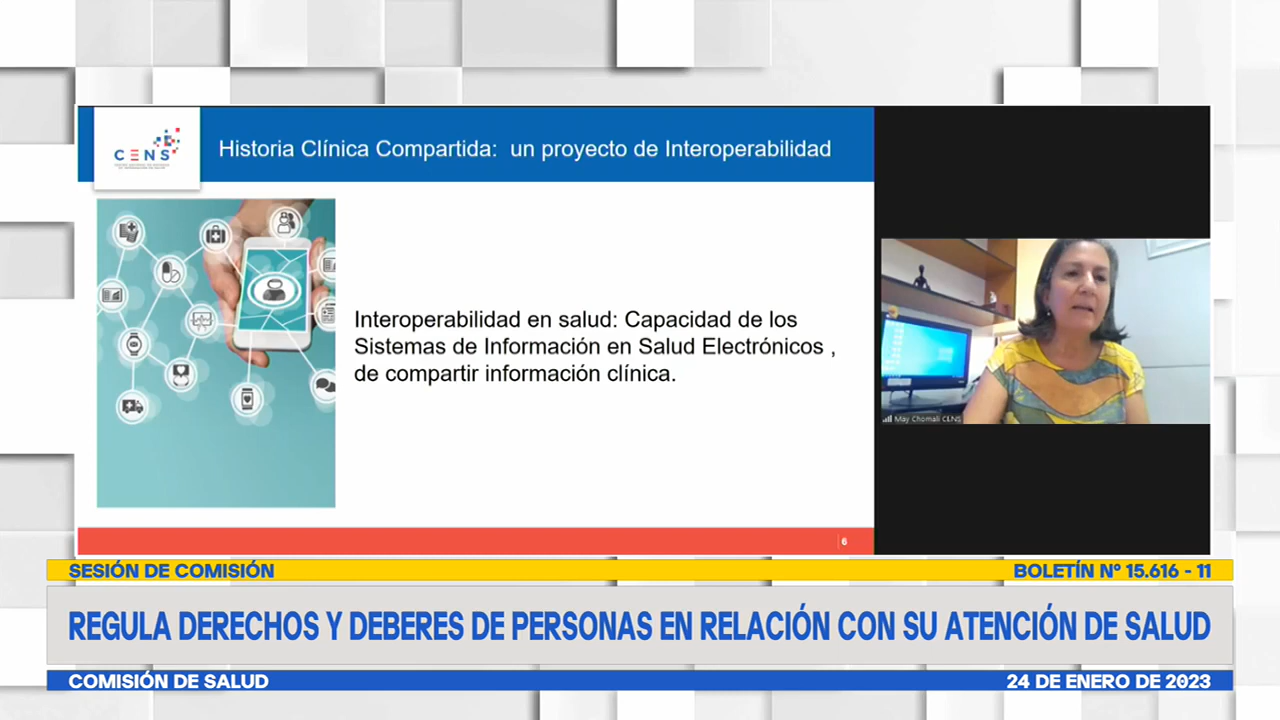 CENS
Historia Clínica Compartida: un proyecto de Interoperabilidad
Interoperabilidad en salud: Capacidad de los
Sistemas de Información en Salud Electrónicos ,
de compartir información clínica.
6
May Chomali CENS
SESIÓN DE COMISIÓN
BOLETÍN Nº 15.616 - 11
REGULA DERECHOS Y DEBERES DE PERSONAS EN RELACIÓN CON SU ATENCIÓN DE SALUD
COMISIÓN DE SALUD
24 DE ENERO DE 2023